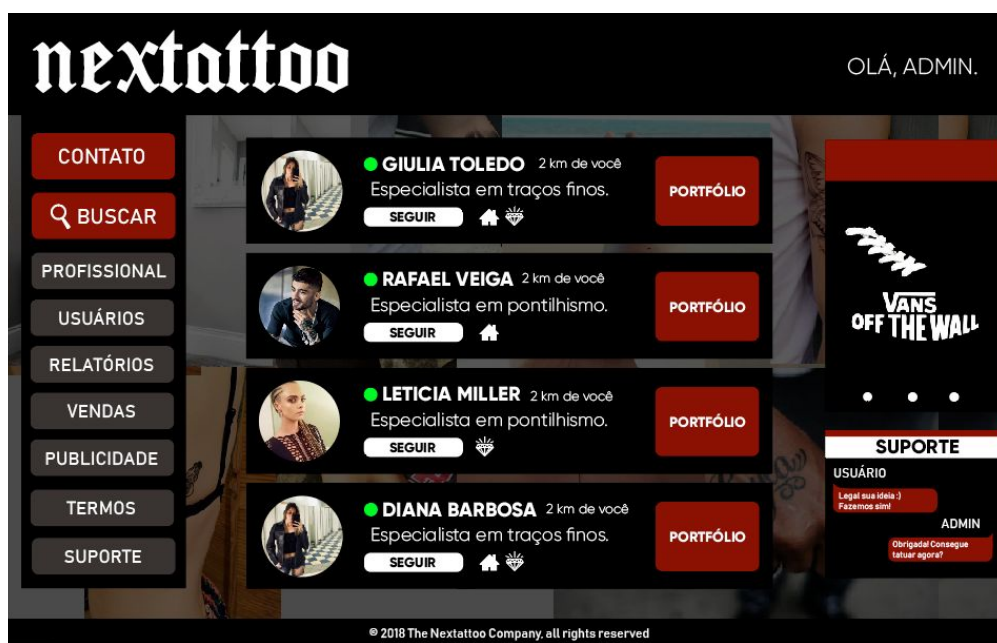 nextattoo
OLÁ, ADMIN.
CONTATO
BUSCAR
PROFISSIONAL
USUÁRIOS
RELATÓRIOS
VENDAS
PUBLICIDADE
TERMOS
SUPORTE
GIULIA TOLEDO 2 km de você
Especialista em traços finos.
SEGUIR
PORTFÓLIO
RAFAEL VEIGA 2 km de você
Especialista em pontilhismo.
SEGUIR
PORTFÓLIO
LETICIA MILLER 2 km de você
Especialista em pontilhismo.
SEGUIR
PORTFÓLIO
DIANA BARBOSA 2 km de você
Especialista em traços finos.
SEGUIR
PORTFÓLIO
VANS
OFF THE WALL
SUPORTE
USUÁRIO
Legal sua ideia :)
Fazemos sim!
ADMIN
Obrigada! Consegue
tatuar agora?
© 2018 The Nextattoo Company, all rights reserved